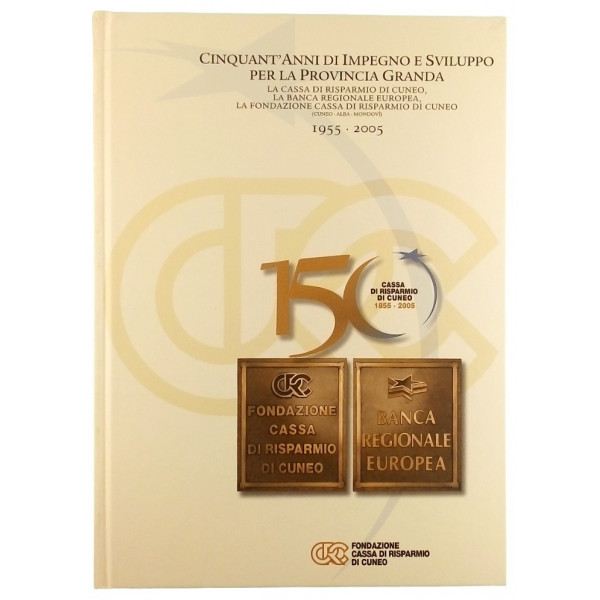 CINQUANT'ANNI DI IMPEGNO E SVILUPPO
PER LA PROVINCIA GRANDA
LA CASSA DI RISPARMIO DI CUNEO,
LA BANCA REGIONALE EUROPEA,
LA FONDAZIONE CASSA DI RISPARMIO DI CUNEO
(CUNEO - ALBA - MONDOVÌ)
1955 · 2005
150
CASSA
DI RISPARMIO
DI CUNEO
1855 - 2005
CRC
FONDAZIONE
CASSA
DI RISPARMIO
DI CUNEO
BANCA
REGIONALE
EUROPEA
CRC
FONDAZIONE
CASSA DI RISPARMIO
DI CUNEO